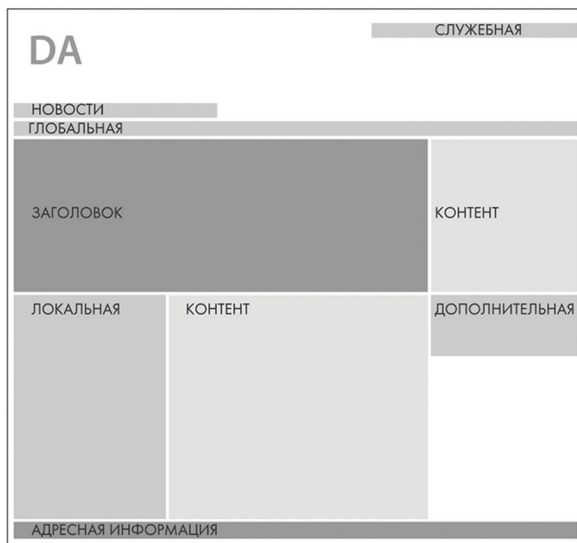 СЛУЖЕБНАЯ
DA
НОВОСТИ
ГЛОБАЛЬНАЯ
ЗАГОЛОВОК
КОНТЕНТ
ЛОКАЛЬНАЯ
КОНТЕНТ
ДОПОЛНИТЕЛЬНАЯ
АДРЕСНАЯ ИНФОРМАЦИЯ